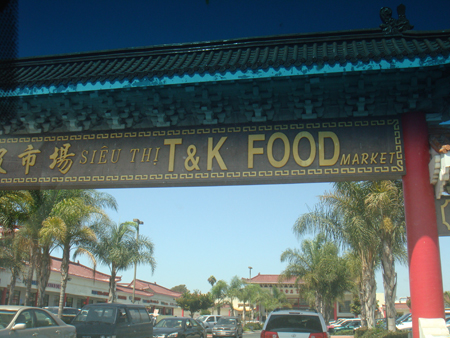 市場 SIÊU THỊ T&K FOOD MARKET